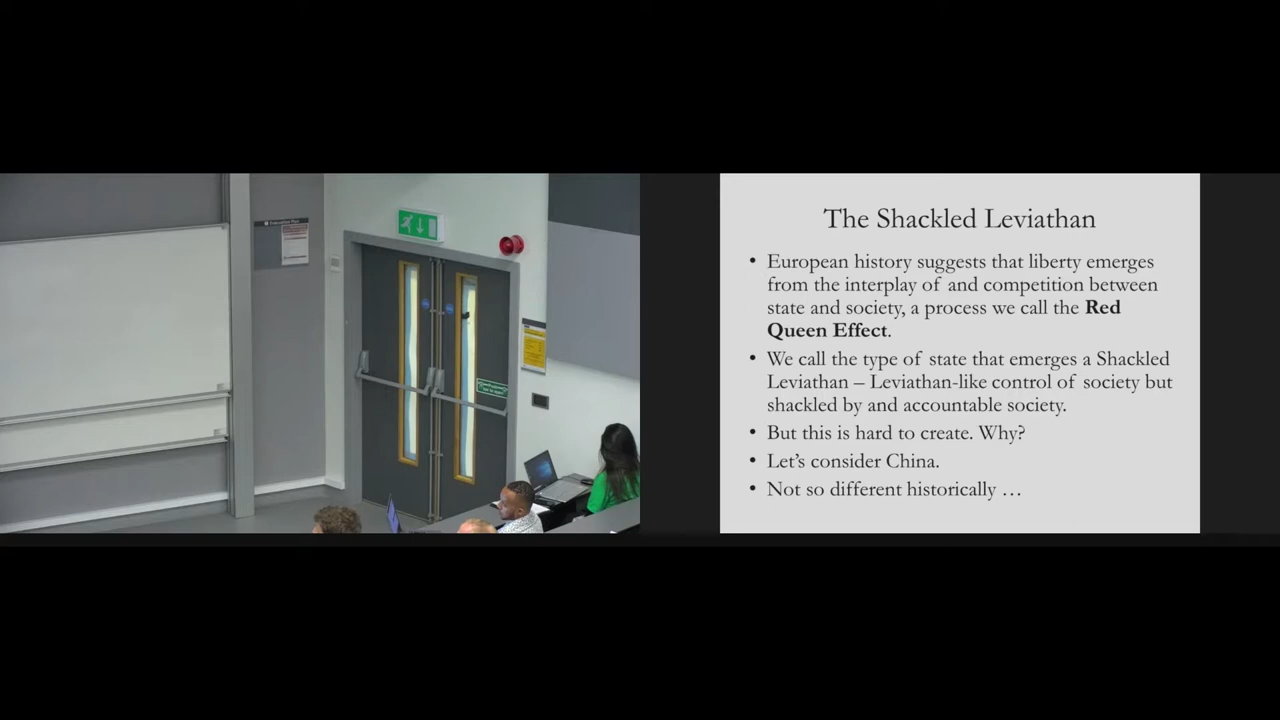 The Shackled Leviathan
• European history suggests that liberty emerges
from the interplay of and competition between
state and society, a process we call the Red
Queen Effect.
• We call the type of state that emerges a Shackled
Leviathan – Leviathan-like control of society but
shackled by and accountable society.
• But this is hard to create. Why?
• Let's consider China.
• Not so different historically …